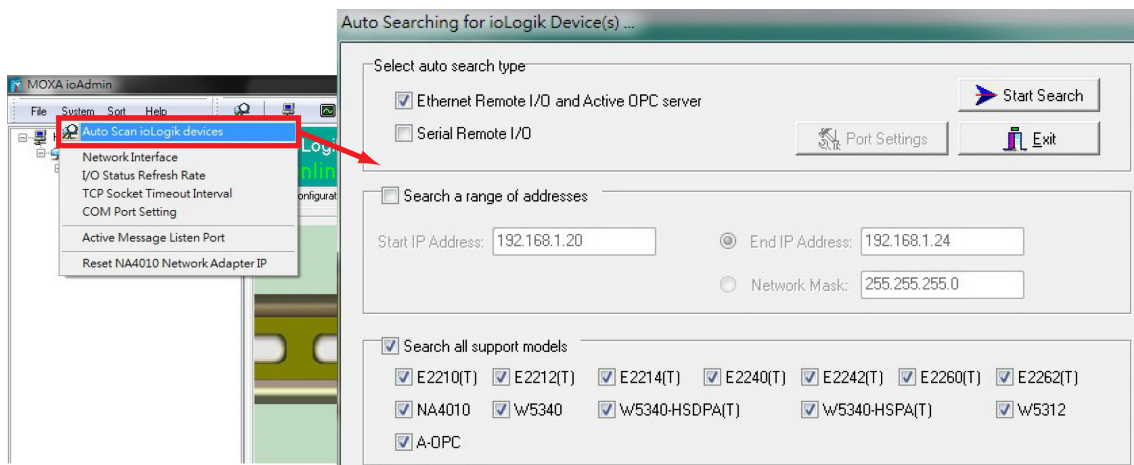 MOXA ioAdmin
File System Sort Help
Auto Scan ioLogik devices
Network Interface
I/O Status Refresh Rate
TCP Socket Timeout Interval
COM Port Setting
Active Message Listen Port
Reset NA4010 Network Adapter IP
Auto Searching for ioLogik Device(s) ...
Select auto search type
Ethernet Remote I/O and Active OPC server
Start Search
Serial Remote I/O
Port Settings
Exit
Search a range of addresses
Start IP Address: 192.168.1.20
End IP Address: 192.168.1.24
Network Mask: 255.255.255.0
Search all support models
E2210(T) E2212(T) E2214(T) E2240(T) E2242(T) E2260(T) E2262(T)
NA4010 W5340 W5340-HSDPA(T) W5340-HSPA(T) W5312
A-OPC